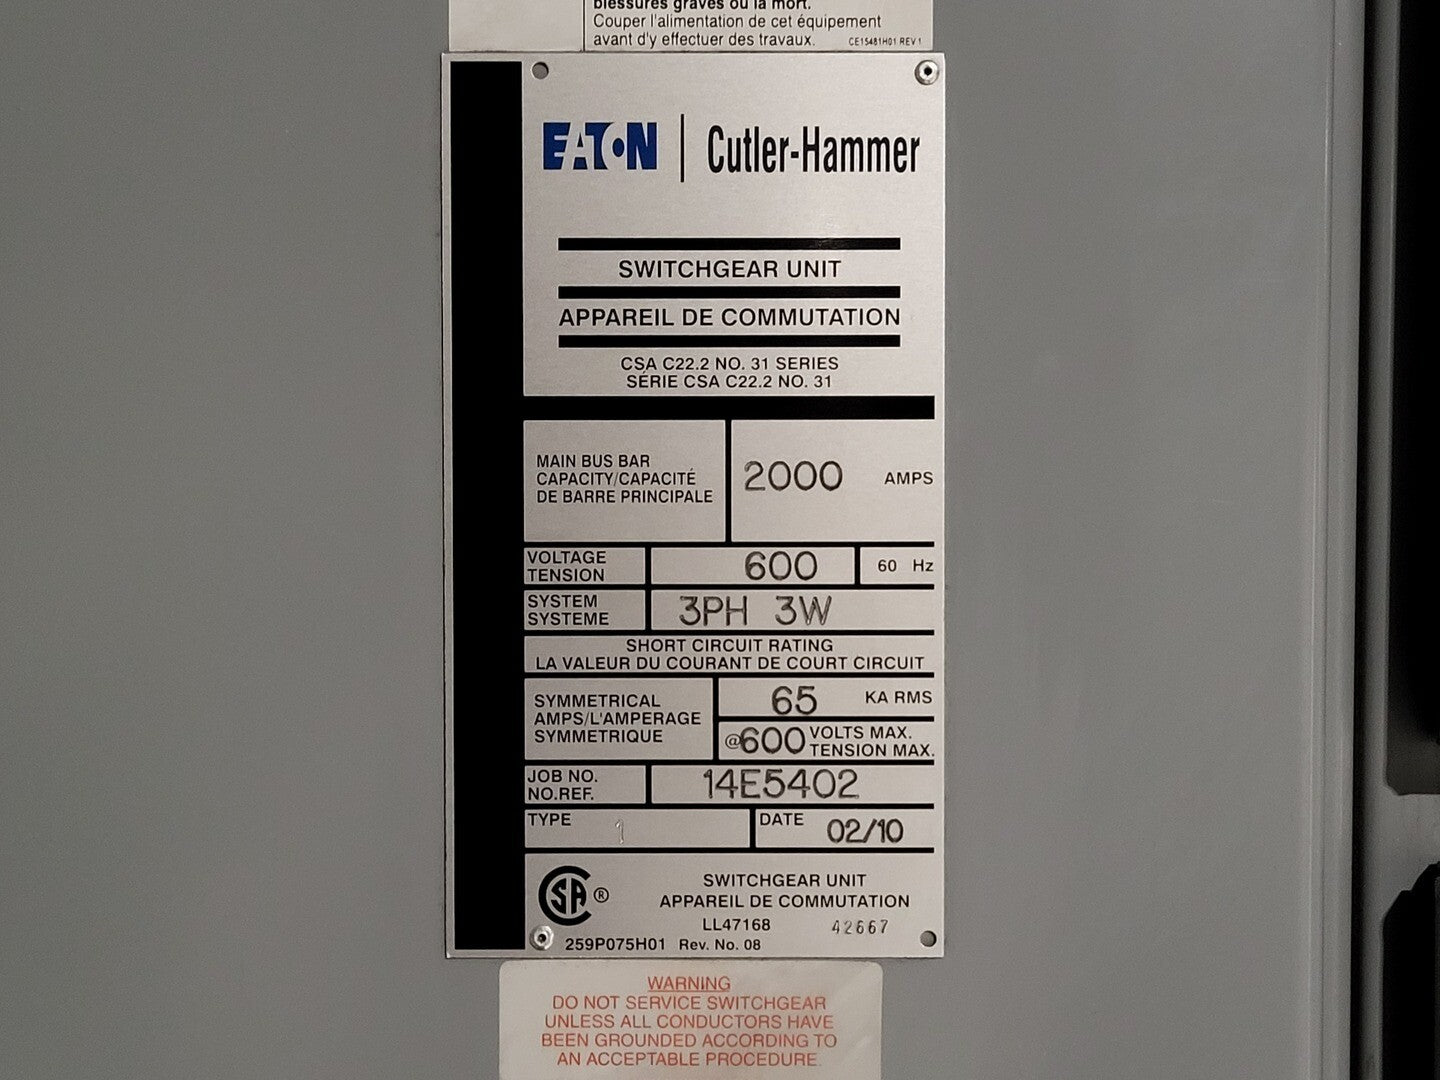 blessures graves ou la mort.
Couper l'alimentation de cet équipement
avant d'y effectuer des travaux. CE15481H01 REV 1
EATON | Cutler-Hammer
SWITCHGEAR UNIT
APPAREIL DE COMMUTATION
CSA C22.2 NO. 31 SERIES
SÉRIE CSA C22.2 NO. 31
MAIN BUS BAR
CAPACITY/CAPACITÉ
DE BARRE PRINCIPALE
2000 AMPS
VOLTAGE
TENSION
600
60 Hz
SYSTEM
SYSTEME
3PH 3W
SHORT CIRCUIT RATING
LA VALEUR DU COURANT DE COURT CIRCUIT
SYMMETRICAL
AMPS/L'AMPERAGE
SYMMETRIQUE
65 KA RMS
@600 VOLTS MAX.
TENSION MAX.
JOB NO.
NO.REF.
14E5402
TYPE 1
DATE 02/10
CSA ®
SWITCHGEAR UNIT
APPAREIL DE COMMUTATION
LL47168 42667
259P075H01 Rev. No. 08
WARNING
DO NOT SERVICE SWITCHGEAR
UNLESS ALL CONDUCTORS HAVE
BEEN GROUNDED ACCORDING TO
AN ACCEPTABLE PROCEDURE.